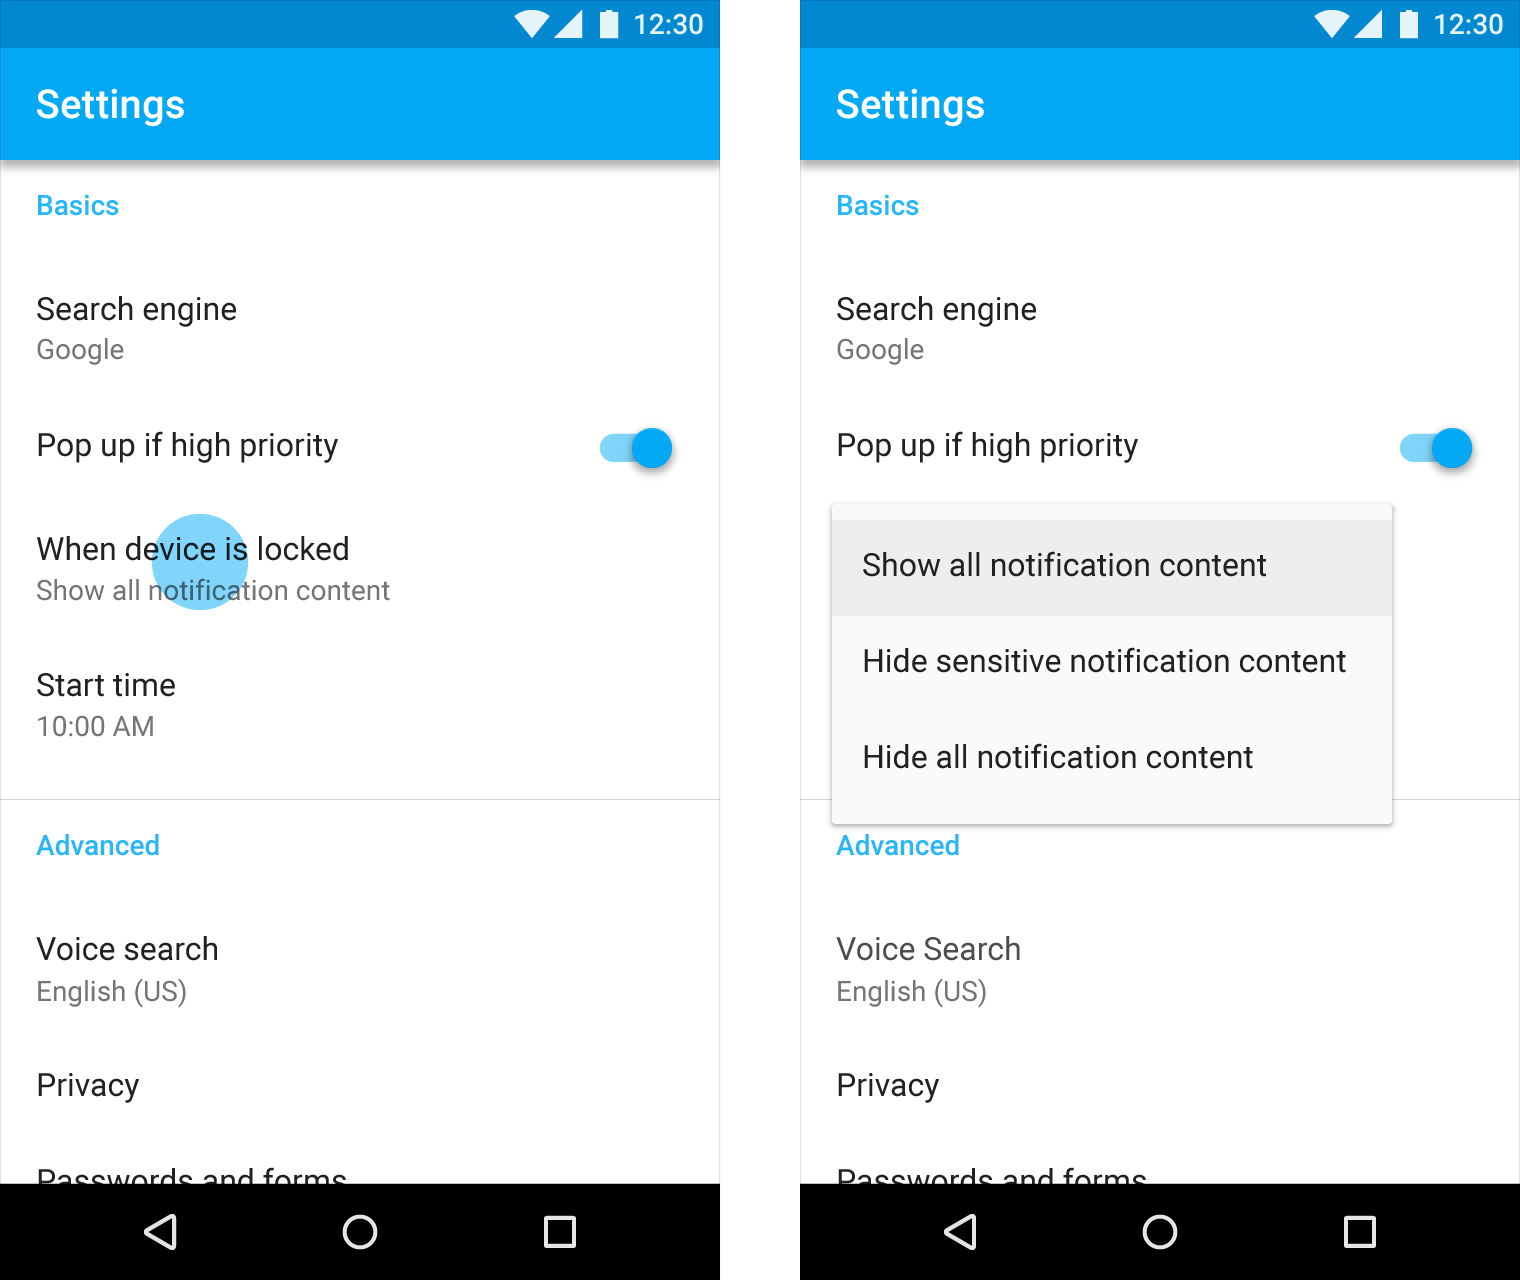 12:30
Settings
Basics
Search engine
Google
Pop up if high priority
When device is locked
Show all notification content
Start time
10:00 AM
Advanced
Voice search
English (US)
Privacy
Passwords and forms
12:30
Settings
Basics
Search engine
Google
Pop up if high priority
Show all notification content
Hide sensitive notification content
Hide all notification content
Advanced
Voice Search
English (US)
Privacy
Passwords and forms